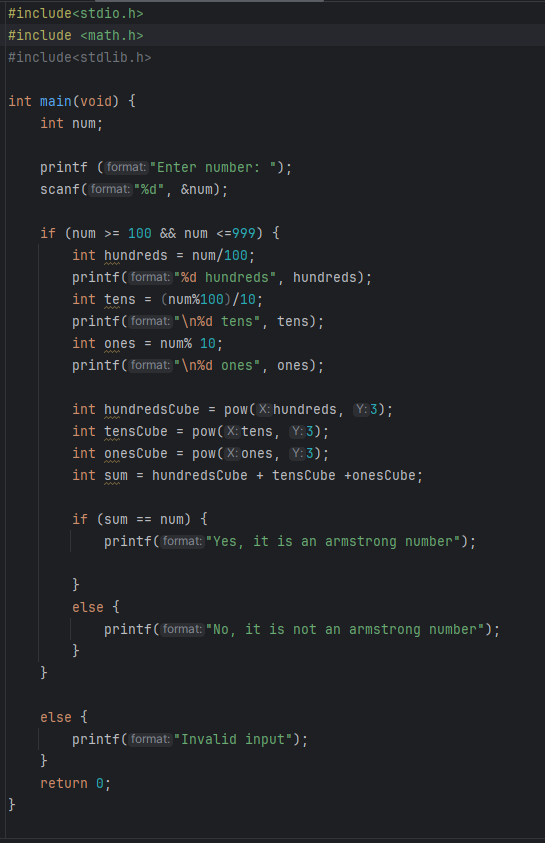 #include<stdio.h>
#include <math.h>
#include<stdlib.h>
int main(void) {
int num;
printf (format:"Enter number: ");
scanf(format:"%d", &num);
if (num >= 100 && num <=999) {
int hundreds = num/100;
printf(format:"%d hundreds", hundreds);
int tens = (num%100)/10;
printf(format:"\n%d tens", tens);
int ones = num% 10;
printf(format:"\n%d ones", ones);
int hundredsCube = pow(X:hundreds, Y:3);
int tensCube = pow(X:tens, Y:3);
int onesCube = pow(X:ones, Y:3);
int sum = hundredsCube + tensCube +onesCube;
if (sum == num) {
printf(format:"Yes, it is an armstrong number");
}
else {
printf(format:"No, it is not an armstrong number");
}
}
else {
printf(format:"Invalid input");
}
return 0;
}